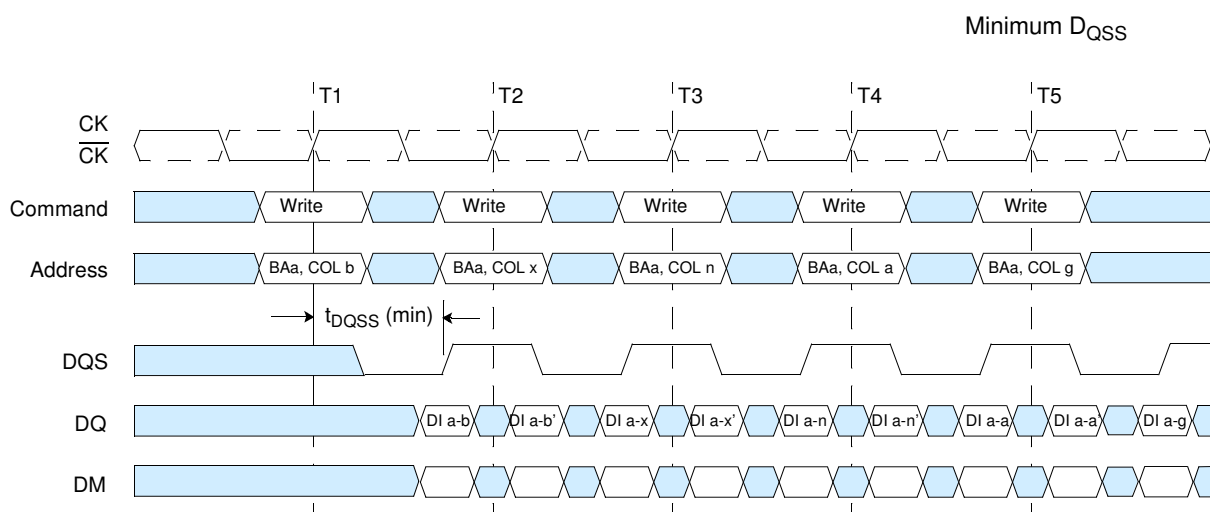 Minimum DQSS
T1 T2 T3 T4 T5
CK
CK
Command Write Write Write Write Write
Address BAa, COL b BAa, COL x BAa, COL n BAa, COL a BAa, COL g
tDQSS (min)
DQS
DQ DI a-b DI a-b’ DI a-x DI a-x’ DI a-n DI a-n’ DI a-a DI a-a’ DI a-g
DM